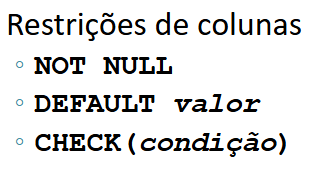 Restrições de colunas
◦ NOT NULL
◦ DEFAULT valor
◦ CHECK(condição)